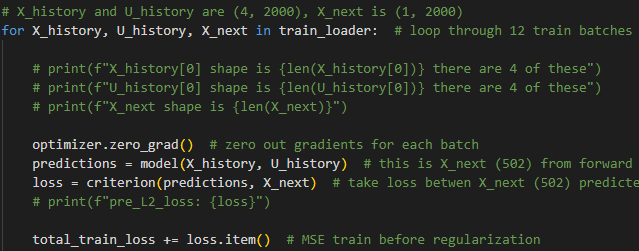 # X_history and U_history are (4, 2000), X_next is (1, 2000)
for X_history, U_history, X_next in train_loader:  # loop through 12 train batches
# print(f"X_history[0] shape is {len(X_history[0])} there are 4 of these")
# print(f"U_history[0] shape is {len(U_history[0])} there are 4 of these")
# print(f"X_next shape is {len(X_next)}")
optimizer.zero_grad()  # zero out gradients for each batch
predictions = model(X_history, U_history)  # this is X_next (502) from forward
loss = criterion(predictions, X_next)  # take loss betwen X_next (502) predicte
# print(f"pre_L2_loss: {loss}")
total_train_loss += loss.item()  # MSE train before regularization